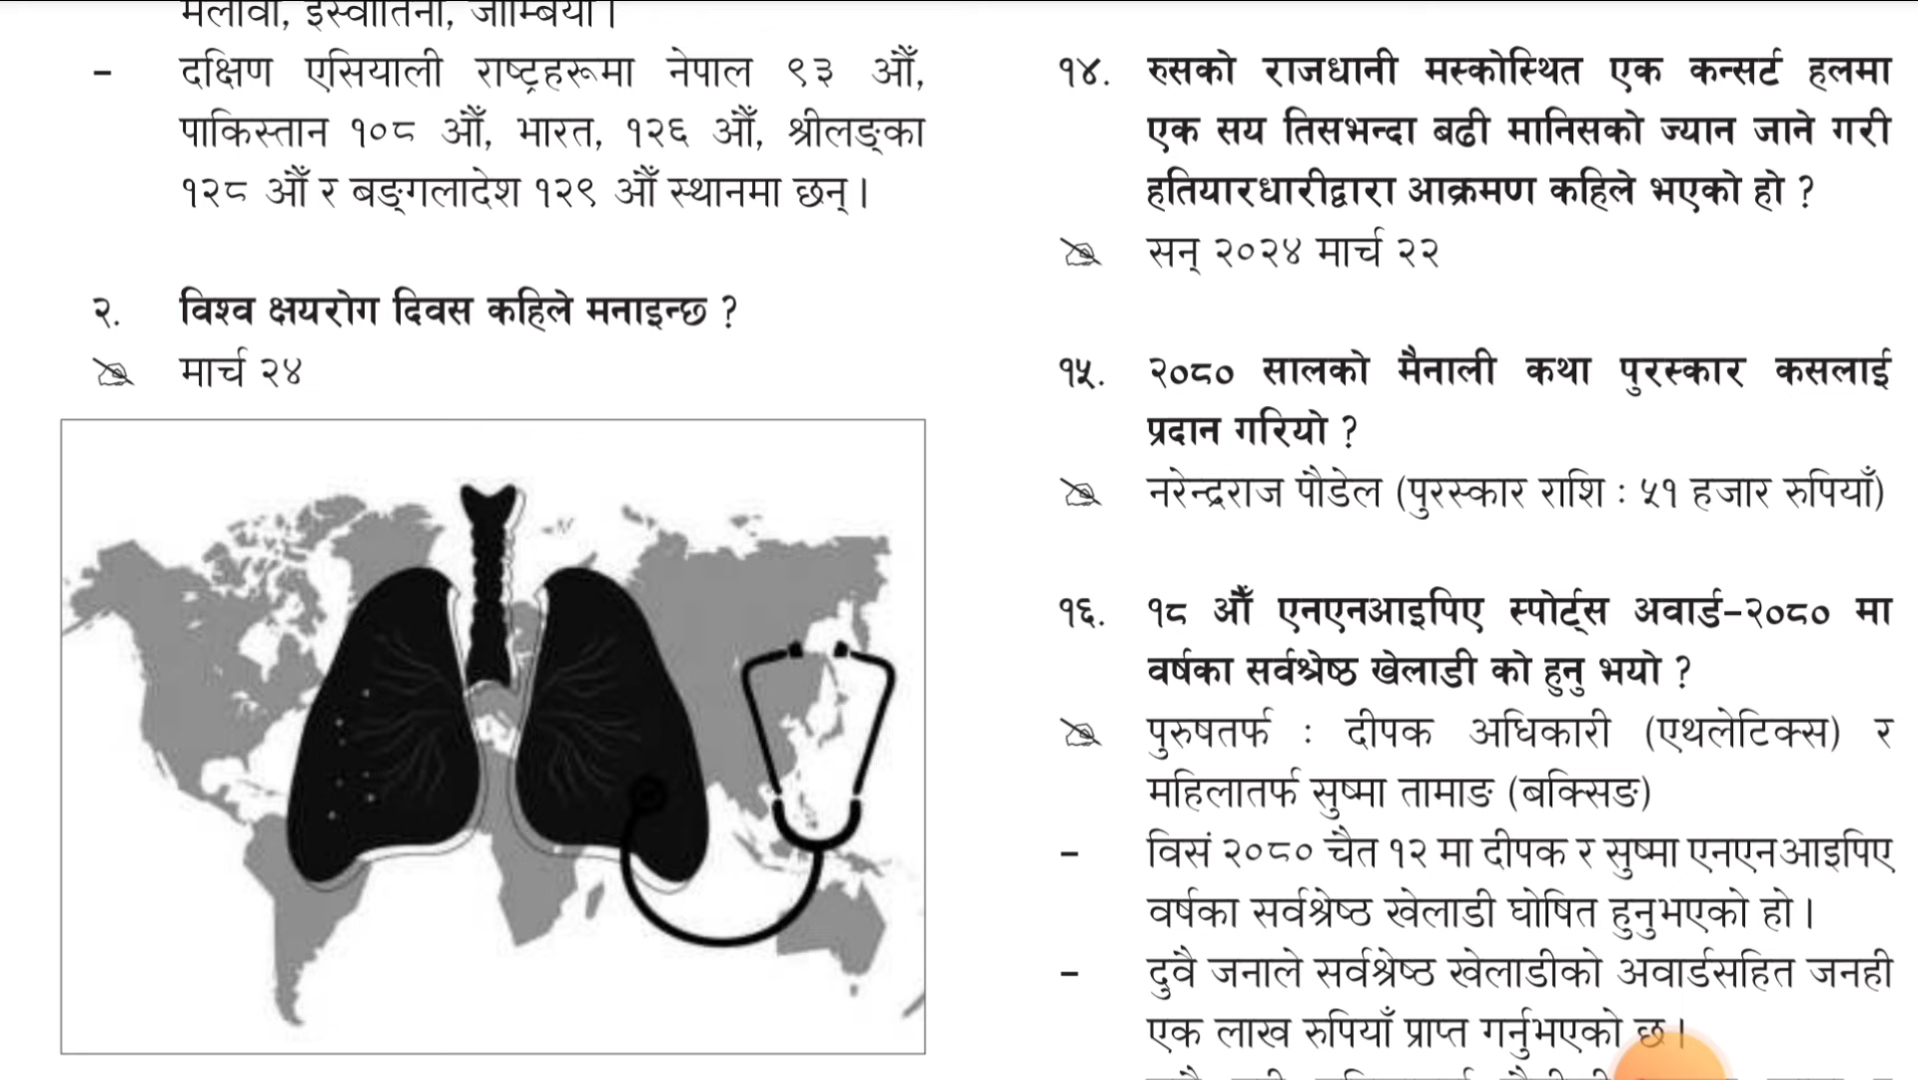 मलावी, इस्वातिनी, जाम्बिया ।
– दक्षिण एसियाली राष्ट्रहरूमा नेपाल ९३ औँ,
पाकिस्तान १०८ औँ, भारत, १२६ औँ, श्रीलङ्का
१२८ औँ र बङ्गलादेश १२९ औँ स्थानमा छन् ।
२. विश्व क्षयरोग दिवस कहिले मनाइन्छ ?
मार्च २४
१४. रुसको राजधानी मस्कोस्थित एक कन्सर्ट हलमा
एक सय तिसभन्दा बढी मानिसको ज्यान जाने गरी
हतियारधारीद्वारा आक्रमण कहिले भएको हो ?
सन् २०२४ मार्च २२
१५. २०८० सालको मैनाली कथा पुरस्कार कसलाई
प्रदान गरियो ?
नरेन्द्रराज पौडेल (पुरस्कार राशि : ५१ हजार रुपियाँ)
१६. १८ औँ एनएनआइपिए स्पोर्ट्स अवार्ड-२०८० मा
वर्षका सर्वश्रेष्ठ खेलाडी को हुनु भयो ?
पुरुषतर्फ : दीपक अधिकारी (एथलेटिक्स) र
महिलातर्फ सुष्मा तामाङ (बक्सिङ)
– विसं २०८० चैत १२ मा दीपक र सुष्मा एनएनआइपिए
वर्षका सर्वश्रेष्ठ खेलाडी घोषित हुनुभएको हो ।
– दुवै जनाले सर्वश्रेष्ठ खेलाडीको अवार्डसहित जनही
एक लाख रुपियाँ प्राप्त गर्नुभएको छ ।